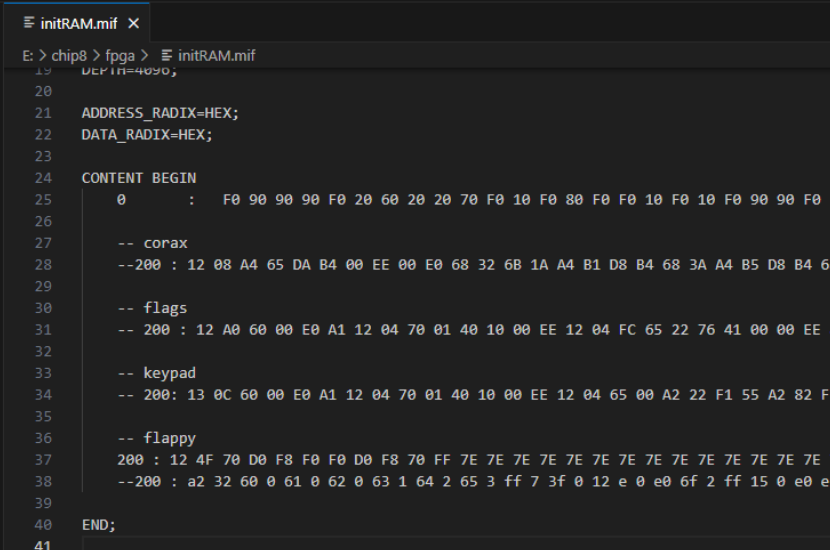 initRAM.mif ×
E: > chip8 > fpga > initRAM.mif
19 DEPTH=4096;
20
21 ADDRESS_RADIX=HEX;
22 DATA_RADIX=HEX;
23
24 CONTENT BEGIN
25 0 : F0 90 90 90 F0 20 60 20 20 70 F0 10 F0 80 F0 F0 10 F0 10 F0 90 90 F0
26
27 -- corax
28 --200 : 12 08 A4 65 DA B4 00 EE 00 E0 68 32 6B 1A A4 B1 D8 B4 68 3A A4 B5 D8 B4 6
29
30 -- flags
31 -- 200 : 12 A0 60 00 E0 A1 12 04 70 01 40 10 00 EE 12 04 FC 65 22 76 41 00 00 EE
32
33 -- keypad
34 -- 200: 13 0C 60 00 E0 A1 12 04 70 01 40 10 00 EE 12 04 65 00 A2 22 F1 55 A2 82 F
35
36 -- flappy
37 200 : 12 4F 70 D0 F8 F0 F0 D0 F8 70 FF 7E 7E 7E 7E 7E 7E 7E 7E 7E 7E 7E 7E 7E 7E
38 --200 : a2 32 60 0 61 0 62 0 63 1 64 2 65 3 ff 7 3f 0 12 e 0 e0 6f 2 ff 15 0 e0 e
39
40 END;
41